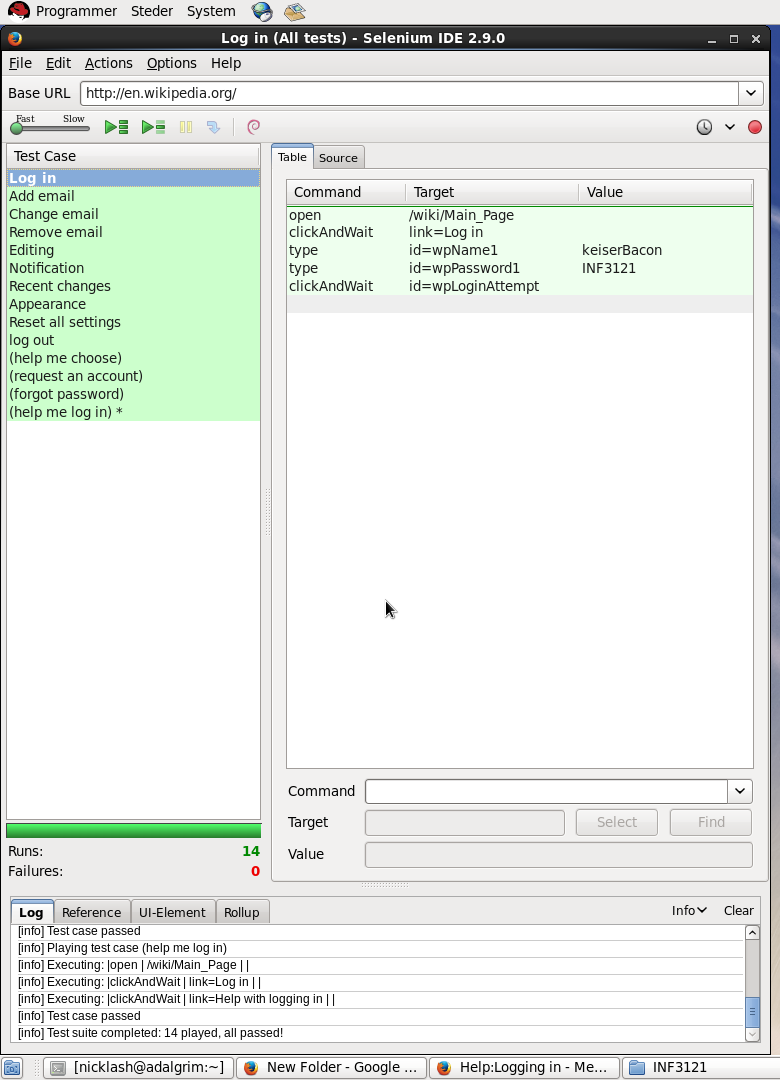 Programmer Steder System
Log in (All tests) - Selenium IDE 2.9.0
File Edit Actions Options Help
Base URL http://en.wikipedia.org/
Fast Slow
Test Case
Log in
Add email
Change email
Remove email
Editing
Notification
Recent changes
Appearance
Reset all settings
log out
(help me choose)
(request an account)
(forgot password)
(help me log in) *
Runs: 14
Failures: 0
Table Source
Command Target Value
open /wiki/Main_Page
clickAndWait link=Log in
type id=wpName1 keiserBacon
type id=wpPassword1 INF3121
clickAndWait id=wpLoginAttempt
Command
Target Select Find
Value
Log Reference UI-Element Rollup Info Clear
[info] Test case passed
[info] Playing test case (help me log in)
[info] Executing: |open | /wiki/Main_Page | |
[info] Executing: |clickAndWait | link=Log in | |
[info] Executing: |clickAndWait | link=Help with logging in | |
[info] Test case passed
[info] Test suite completed: 14 played, all passed!
[nicklash@adalgrim:~] New Folder - Google ... Help:Logging in - Me... INF3121